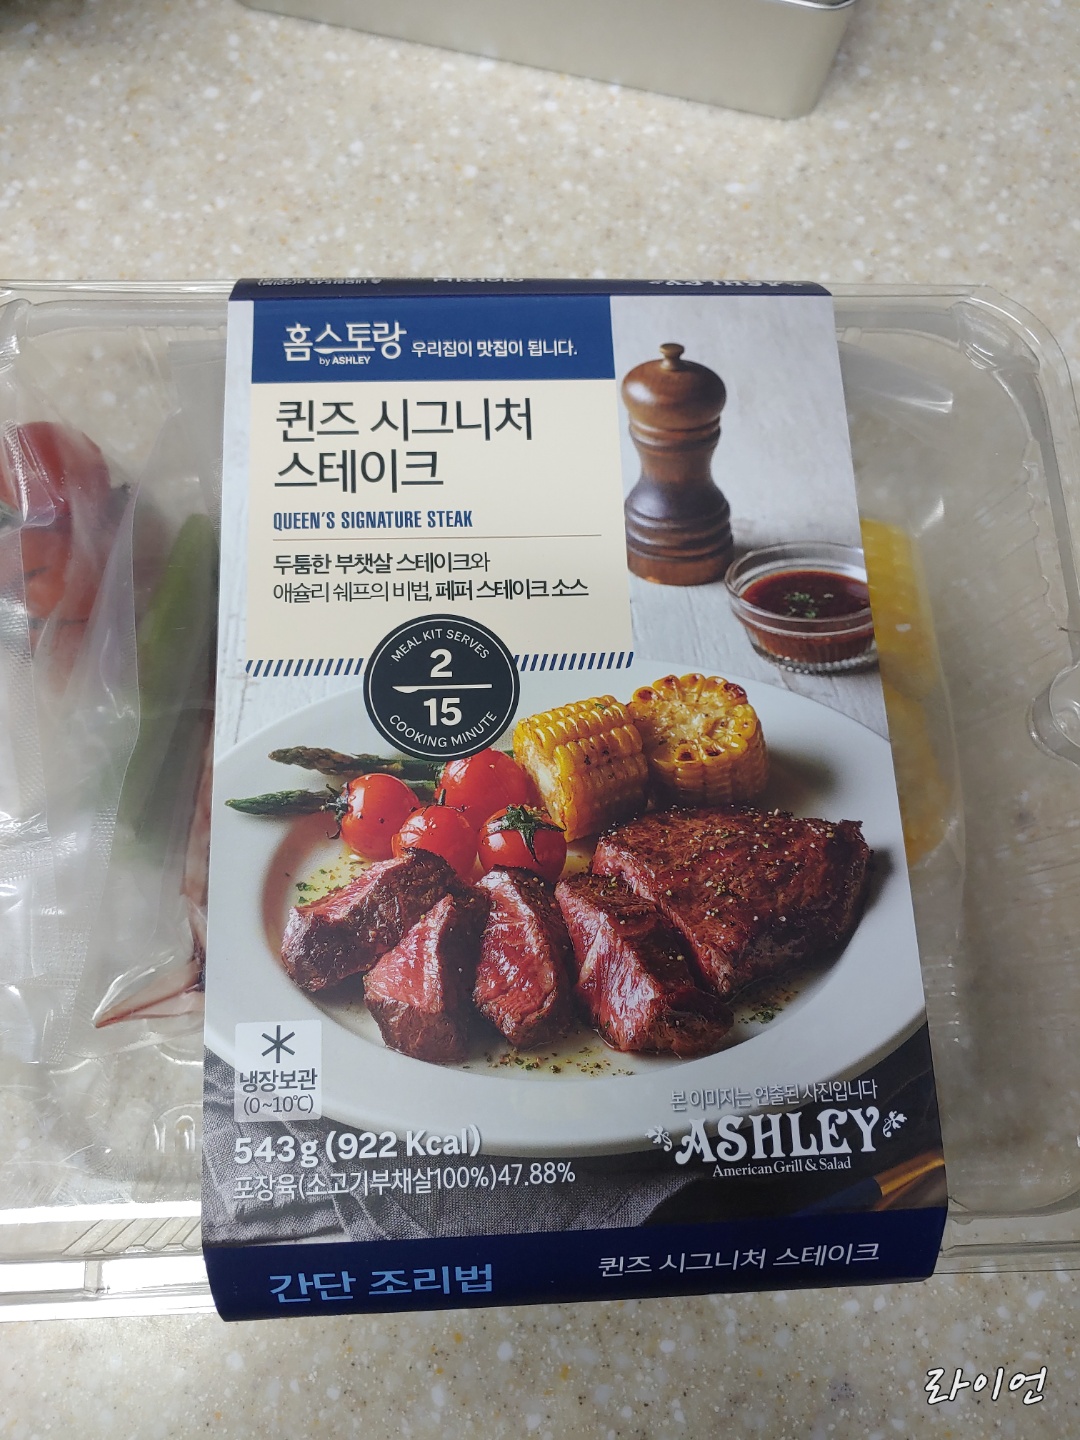 홈스토랑 우리집이 맛집이 됩니다.
by ASHLEY
퀸즈 시그니처
스테이크
QUEEN'S SIGNATURE STEAK
두툼한 부챗살 스테이크와
애슐리 쉐프의 비법, 페퍼 스테이크 소스
MEAL KIT SERVES
2
15
COOKING MINUTE
냉장보관
(0~10℃)
543g (922 Kcal)
포장육(소고기부채살100%)47.88%
본 이미지는 연출된 사진입니다
ASHLEY
American Grill & Salad
간단 조리법
퀸즈 시그니처 스테이크
라이언